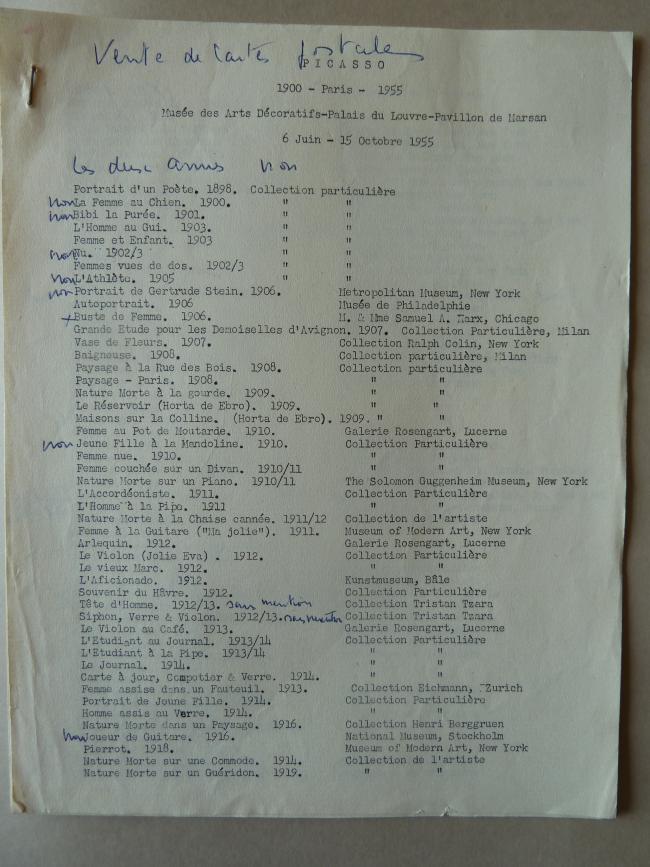 Vente de Cartes postales
PICASSO
1900 - Paris - 1955
Musée des Arts Décoratifs-Palais du Louvre-Pavillon de Marsan
6 Juin - 15 Octobre 1955
Les deux amies non
Portrait d'un Poète. 1898. Collection particulière
non La Femme au Chien. 1900. " "
non Bibi la Purée. 1901. " "
L'Homme au Gui. 1903. " "
Femme et Enfant. 1903 " "
non Nu. 1902/3 " "
Femmes vues de dos. 1902/3 " "
non L'Athlète. 1905 " "
non Portrait de Gertrude Stein. 1906. Metropolitan Museum, New York
Autoportrait. 1906 Musée de Philadelphie
+ Buste de Femme. 1906. M. & Mme Samuel A. Marx, Chicago
Grande Etude pour les Demoiselles d'Avignon. 1907. Collection Particulière, Milan
Vase de Fleurs. 1907. Collection Ralph Colin, New York
Baigneuse. 1908. Collection particulière, Milan
Paysage à la Rue des Bois. 1908. Collection particulière
Paysage - Paris. 1908. " "
Nature Morte à la gourde. 1909. " "
Le Réservoir (Horta de Ebro). 1909. " "
Maisons sur la Colline. (Horta de Ebro). 1909. " "
Femme au Pot de Moutarde. 1910. Galerie Rosengart, Lucerne
non Jeune Fille à la Mandoline. 1910. Collection Particulière
Femme nue. 1910. " "
Femme couchée sur un Divan. 1910/11 " "
Nature Morte sur un Piano. 1910/11 The Solomon Guggenheim Museum, New York
L'Accordéoniste. 1911. Collection Particulière
L'Homme à la Pipe. 1911 " "
Nature Morte à la Chaise cannée. 1911/12 Collection de l'artiste
Femme à la Guitare ("Ma jolie"). 1911. Museum of Modern Art, New York
Arlequin. 1912. Galerie Rosengart, Lucerne
Le Violon (Jolie Eva) . 1912. Collection Particulière
Le vieux Marc. 1912. " "
L'Aficionado. 1912. Kunstmuseum, Bâle
Souvenir du Hâvre. 1912. Collection Particulière
Tête d'Homme. 1912/13. sans mention Collection Tristan Tzara
Siphon, Verre & Violon. 1912/13. sans mention Collection Tristan Tzara
Le Violon au Café. 1913. Galerie Rosengart, Lucerne
L'Etudiant au Journal. 1913/14 Collection Particulière
L'Etudiant à la Pipe. 1913/14 " "
Le Journal. 1914. " "
Carte à jour, Compotier & Verre. 1914. " "
Femme assise dans un Fauteuil. 1913. Collection Eichmann, Zurich
Portrait de Jeune Fille. 1914. Collection Particulière
Homme assis au Verre. 1914. " "
Nature Morte dans un Paysage. 1916. Collection Henri Berggruen
non Joueur de Guitare. 1916. National Museum, Stockholm
Pierrot. 1918. Museum of Modern Art, New York
Nature Morte sur une Commode. 1914. Collection de l'artiste
Nature Morte sur un Guéridon. 1919. " "